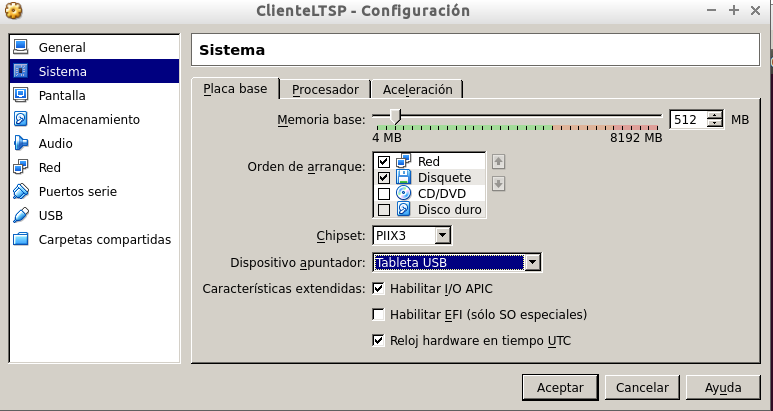 ClienteLTSP - Configuración
General
Sistema
Pantalla
Almacenamiento
Audio
Red
Puertos serie
USB
Carpetas compartidas
Sistema
Placa base Procesador Aceleración
Memoria base: 512 MB
4 MB 8192 MB
Orden de arranque: Red
Disquete
CD/DVD
Disco duro
Chipset: PIIX3
Dispositivo apuntador: Tableta USB
Características extendidas: Habilitar I/O APIC
Habilitar EFI (sólo SO especiales)
Reloj hardware en tiempo UTC
Aceptar Cancelar Ayuda